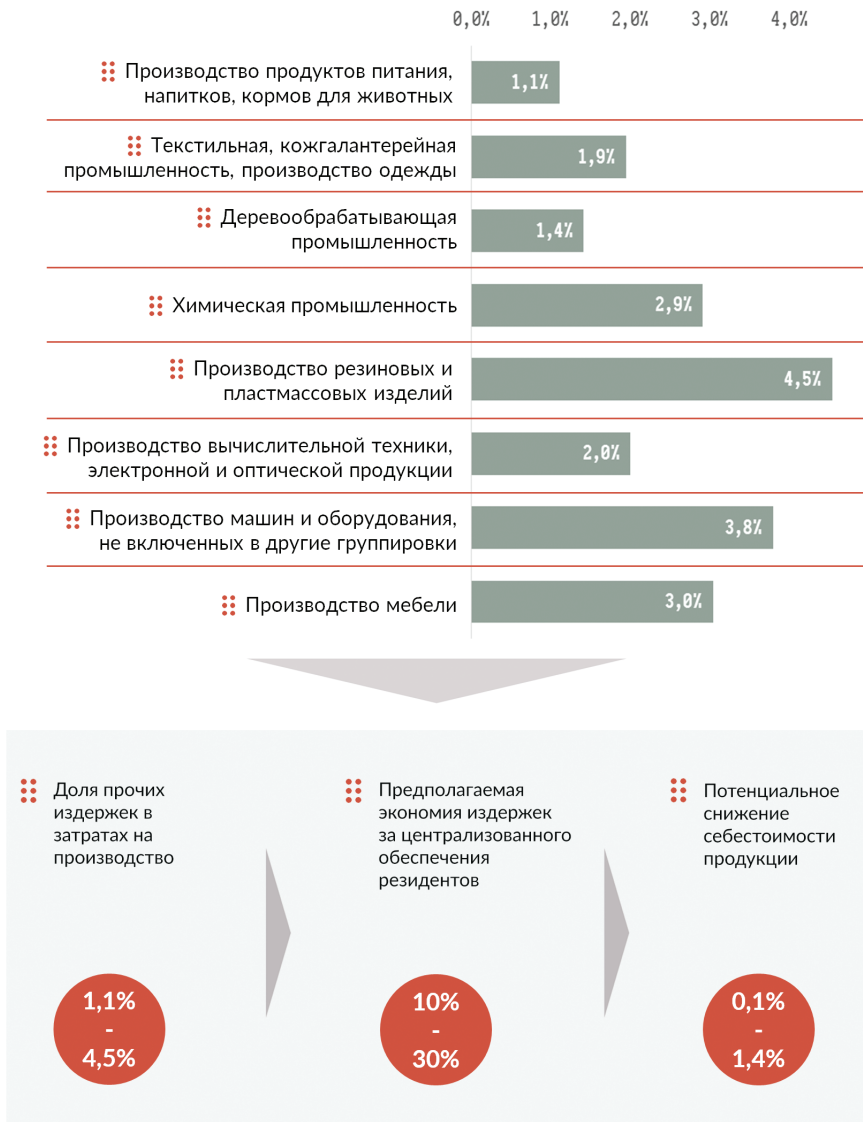 0,0% 1,0% 2,0% 3,0% 4,0%
Производство продуктов питания,
напитков, кормов для животных
1,1%
Текстильная, кожгалантерейная
промышленность, производство одежды
1,9%
Деревообрабатывающая
промышленность
1,4%
Химическая промышленность
2,9%
Производство резиновых и
пластмассовых изделий
4,5%
Производство вычислительной техники,
электронной и оптической продукции
2,0%
Производство машин и оборудования,
не включенных в другие группировки
3,8%
Производство мебели
3,0%
Доля прочих
издержек в
затратах на
производство
1,1%
-
4,5%
Предполагаемая
экономия издержек
за централизованного
обеспечения
резидентов
10%
-
30%
Потенциальное
снижение
себестоимости
продукции
0,1%
-
1,4%